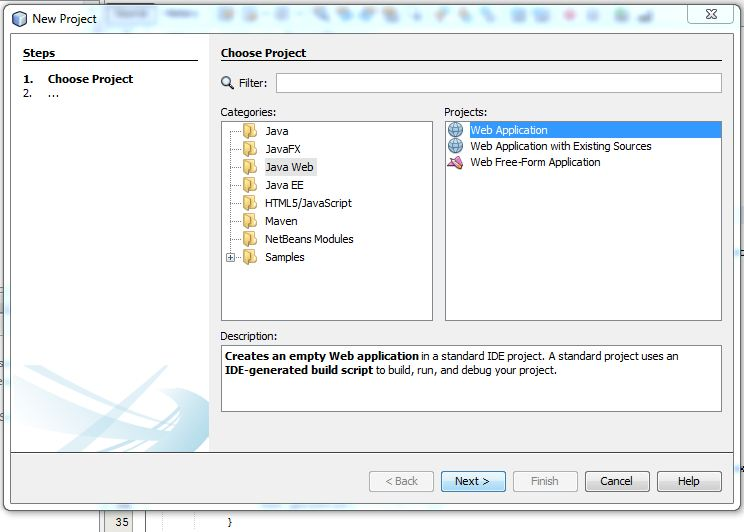 New Project
Steps
1. Choose Project
2. ...
Choose Project
Filter:
Categories:
Java
JavaFX
Java Web
Java EE
HTML5/JavaScript
Maven
NetBeans Modules
Samples
Projects:
Web Application
Web Application with Existing Sources
Web Free-Form Application
Description:
Creates an empty Web application in a standard IDE project. A standard project uses an
IDE-generated build script to build, run, and debug your project.
< Back
Next >
Finish
Cancel
Help
35 }